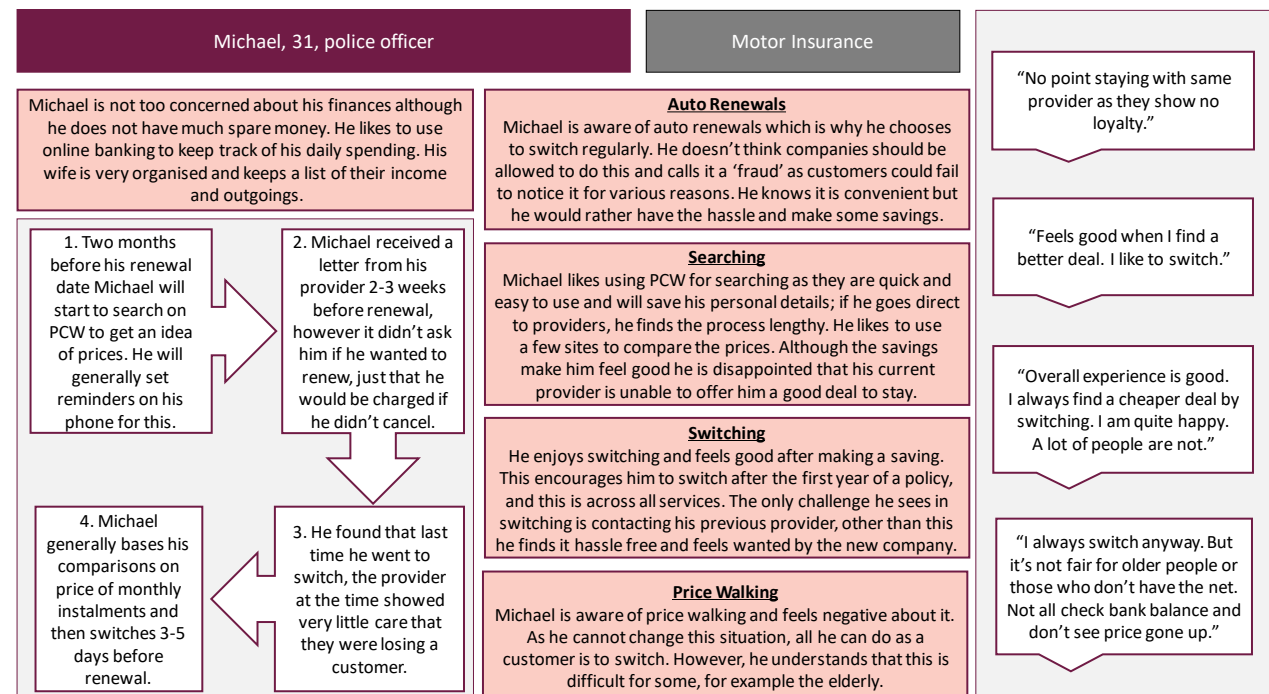 Michael, 31, police officer
Motor Insurance
Michael is not too concerned about his finances although
he does not have much spare money. He likes to use
online banking to keep track of his daily spending. His
wife is very organised and keeps a list of their income
and outgoings.
1. Two months
before his renewal
date Michael will
start to search on
PCW to get an idea
of prices. He will
generally set
reminders on his
phone for this.
2. Michael received a
letter from his
provider 2-3 weeks
before renewal,
however it didn’t ask
him if he wanted to
renew, just that he
would be charged if
he didn’t cancel.
3. He found that last
time he went to
switch, the provider
at the time showed
very little care that
they were losing a
customer.
4. Michael
generally bases his
comparisons on
price of monthly
instalments and
then switches 3-5
days before
renewal.
Auto Renewals
Michael is aware of auto renewals which is why he chooses
to switch regularly. He doesn’t think companies should be
allowed to do this and calls it a ‘fraud’ as customers could fail
to notice it for various reasons. He knows it is convenient but
he would rather have the hassle and make some savings.
Searching
Michael likes using PCW for searching as they are quick and
easy to use and will save his personal details; if he goes direct
to providers, he finds the process lengthy. He likes to use
a few sites to compare the prices. Although the savings
make him feel good he is disappointed that his current
provider is unable to offer him a good deal to stay.
Switching
He enjoys switching and feels good after making a saving.
This encourages him to switch after the first year of a policy,
and this is across all services. The only challenge he sees in
switching is contacting his previous provider, other than this
he finds it hassle free and feels wanted by the new company.
Price Walking
Michael is aware of price walking and feels negative about it.
As he cannot change this situation, all he can do as a
customer is to switch. However, he understands that this is
difficult for some, for example the elderly.
“No point staying with same
provider as they show no
loyalty.”
“Feels good when I find a
better deal. I like to switch.”
“Overall experience is good.
I always find a cheaper deal by
switching. I am quite happy.
A lot of people are not.”
“I always switch anyway. But
it’s not fair for older people or
those who don’t have the net.
Not all check bank balance and
don’t see price gone up.”